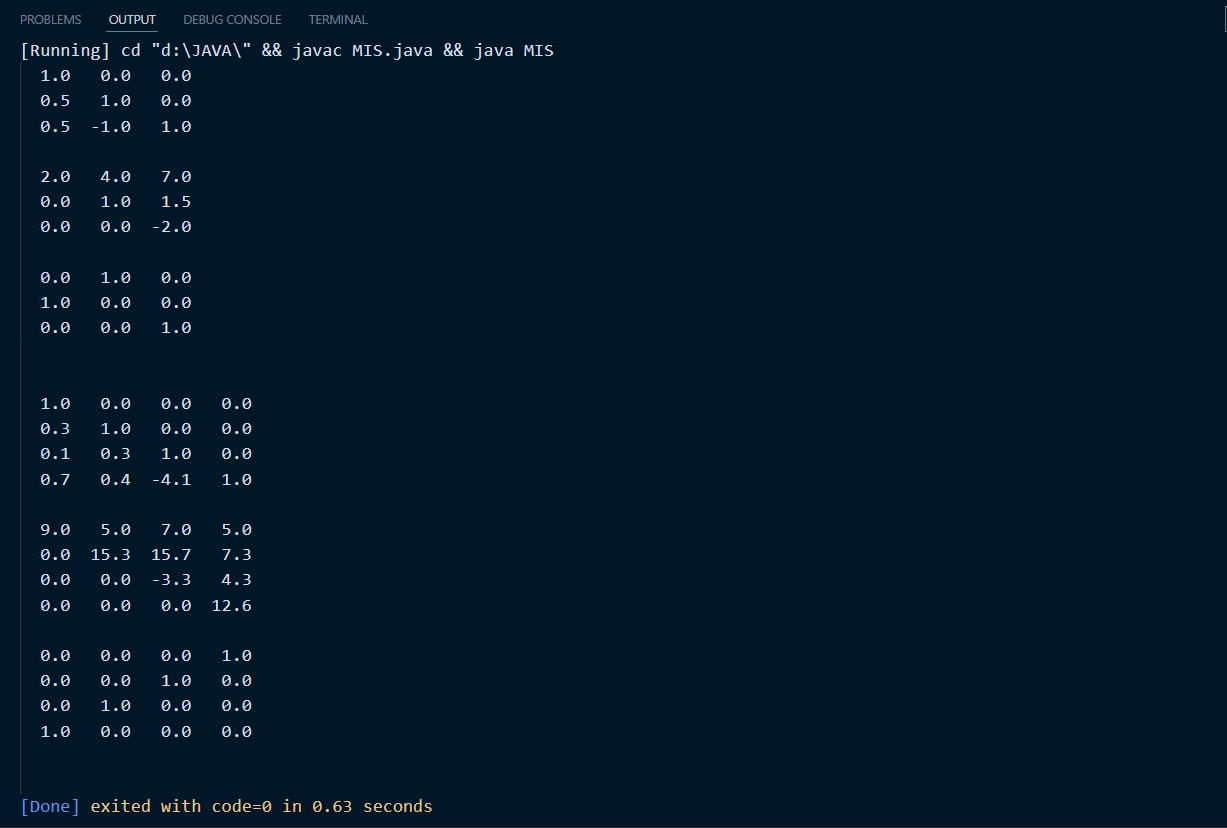 PROBLEMS OUTPUT DEBUG CONSOLE TERMINAL
[Running] cd "d:\JAVA\" && javac MIS.java && java MIS
1.0 0.0 0.0
0.5 1.0 0.0
0.5 -1.0 1.0
2.0 4.0 7.0
0.0 1.0 1.5
0.0 0.0 -2.0
0.0 1.0 0.0
1.0 0.0 0.0
0.0 0.0 1.0
1.0 0.0 0.0 0.0
0.3 1.0 0.0 0.0
0.1 0.3 1.0 0.0
0.7 0.4 -4.1 1.0
9.0 5.0 7.0 5.0
0.0 15.3 15.7 7.3
0.0 0.0 -3.3 4.3
0.0 0.0 0.0 12.6
0.0 0.0 0.0 1.0
0.0 0.0 1.0 0.0
0.0 1.0 0.0 0.0
1.0 0.0 0.0 0.0
[Done] exited with code=0 in 0.63 seconds